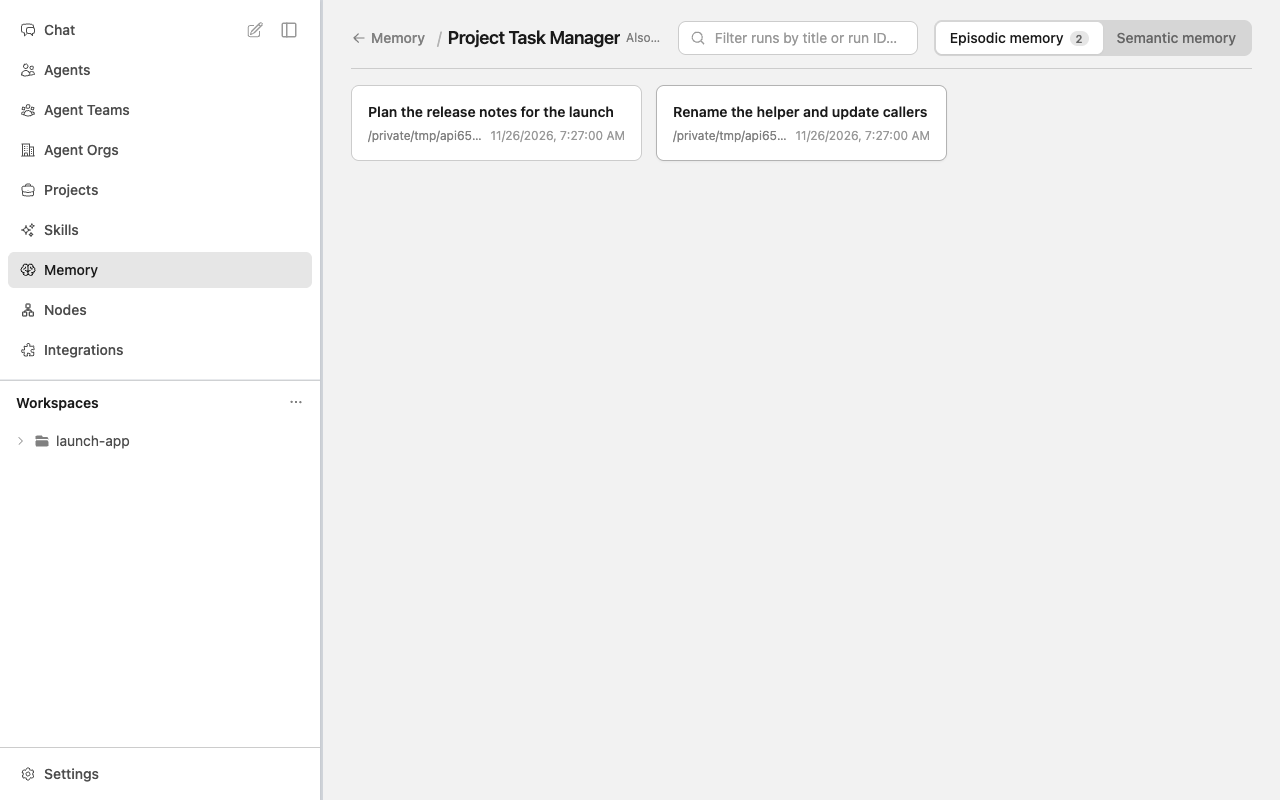 Chat
Agents
Agent Teams
Agent Orgs
Projects
Skills
Memory
Nodes
Integrations
Workspaces
launch-app
Settings
Memory / Project Task Manager Also...
Filter runs by title or run ID...
Episodic memory 2
Semantic memory
Plan the release notes for the launch
/private/tmp/api65... 11/26/2026, 7:27:00 AM
Rename the helper and update callers
/private/tmp/api65... 11/26/2026, 7:27:00 AM